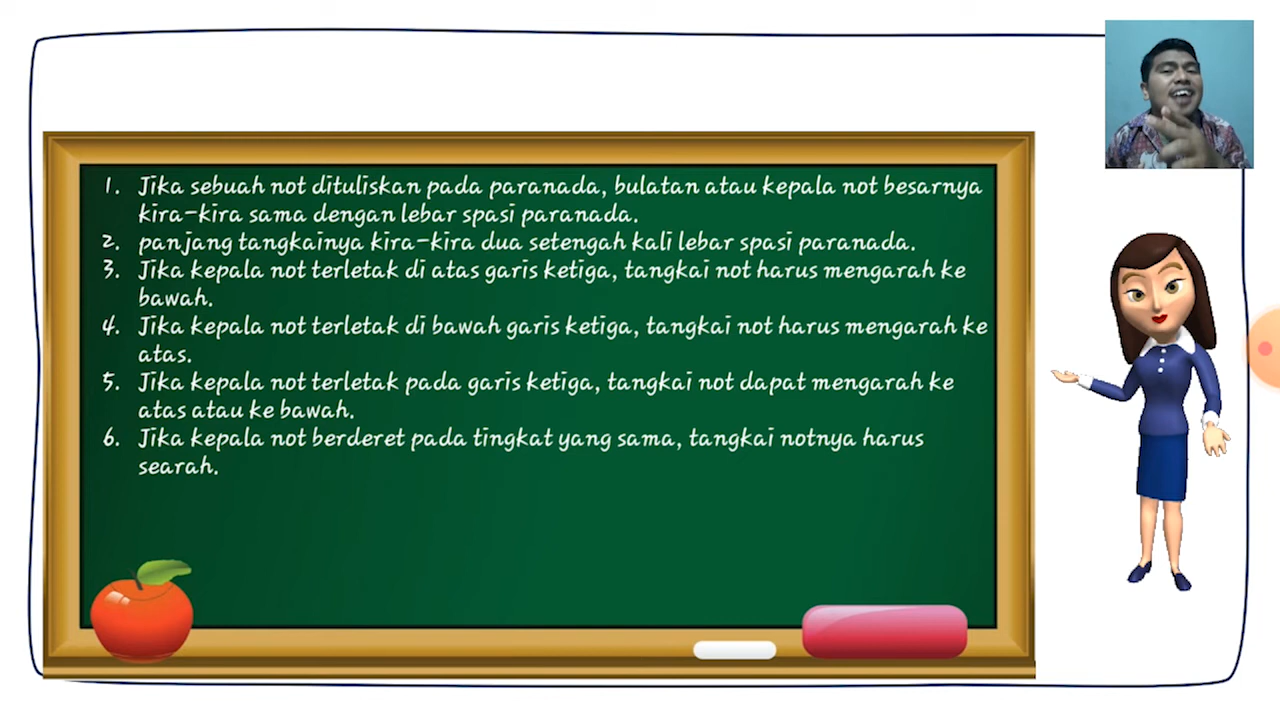 1. Jika sebuah not dituliskan pada paranada, bulatan atau kepala not besarnya
kira-kira sama dengan lebar spasi paranada.
2. panjang tangkainya kira-kira dua setengah kali lebar spasi paranada.
3. Jika kepala not terletak di atas garis ketiga, tangkai not harus mengarah ke
bawah.
4. Jika kepala not terletak di bawah garis ketiga, tangkai not harus mengarah ke
atas.
5. Jika kepala not terletak pada garis ketiga, tangkai not dapat mengarah ke
atas atau ke bawah.
6. Jika kepala not berderet pada tingkat yang sama, tangkai notnya harus
searah.